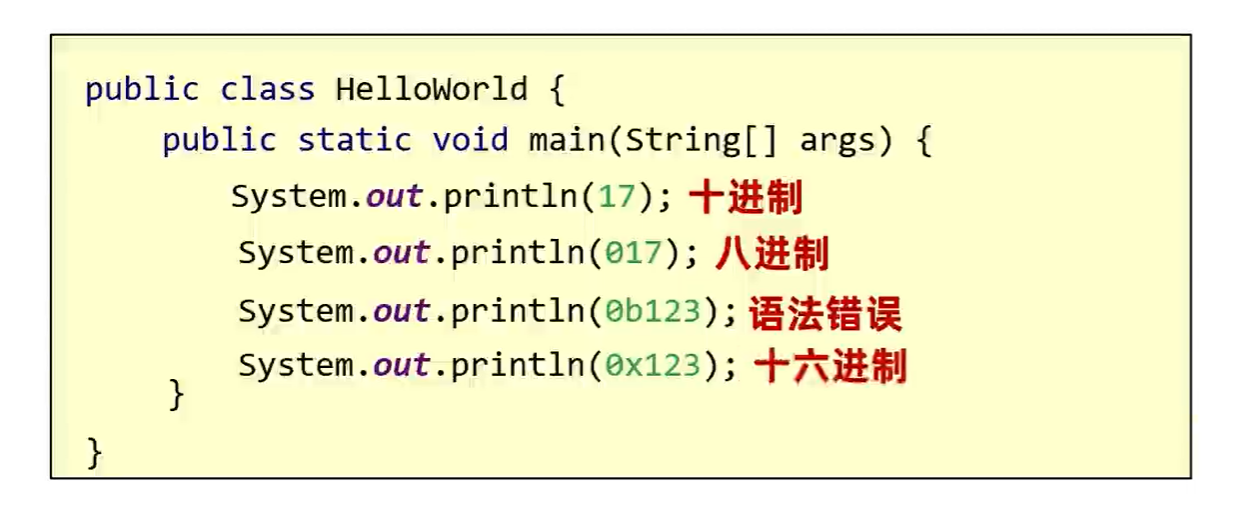 public class HelloWorld {
public static void main(String[] args) {
System.out.println(17); 十进制
System.out.println(017); 八进制
System.out.println(0b123); 语法错误
System.out.println(0x123); 十六进制
}
}